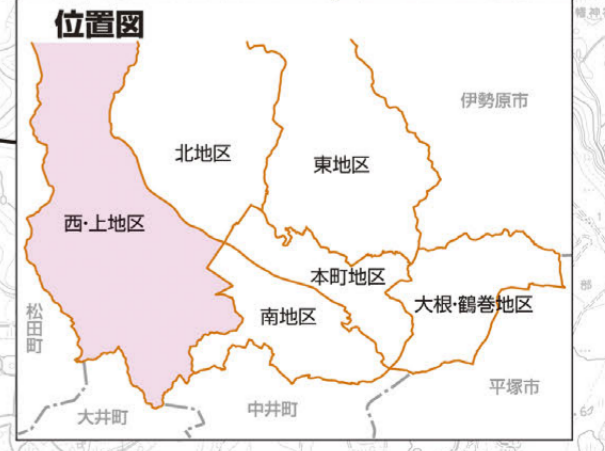 位置図
伊勢原市
北地区
東地区
西・上地区
本町地区
大根・鶴巻地区
南地区
松田町
平塚市
中井町
大井町